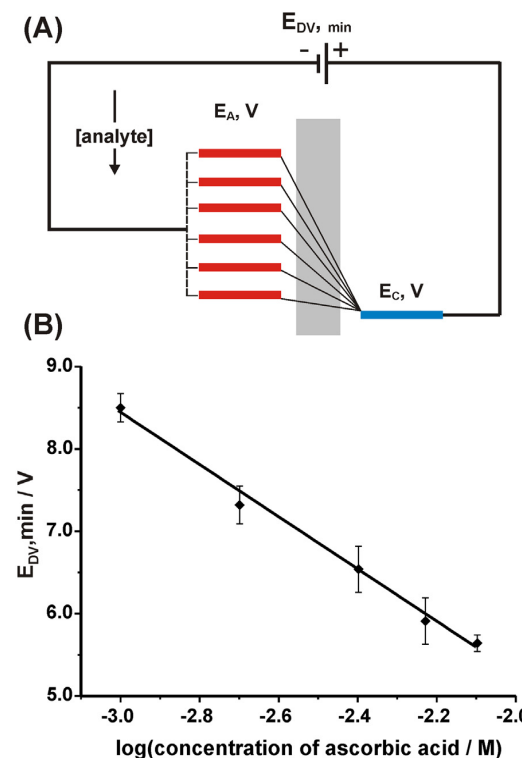 (A)
E_DV, min
- +
E_A, V
[analyte]
E_C, V
(B)
9.0
8.0
7.0
6.0
5.0
E_DV,min / V
-3.0 -2.8 -2.6 -2.4 -2.2 -2.0
log(concentration of ascorbic acid / M)